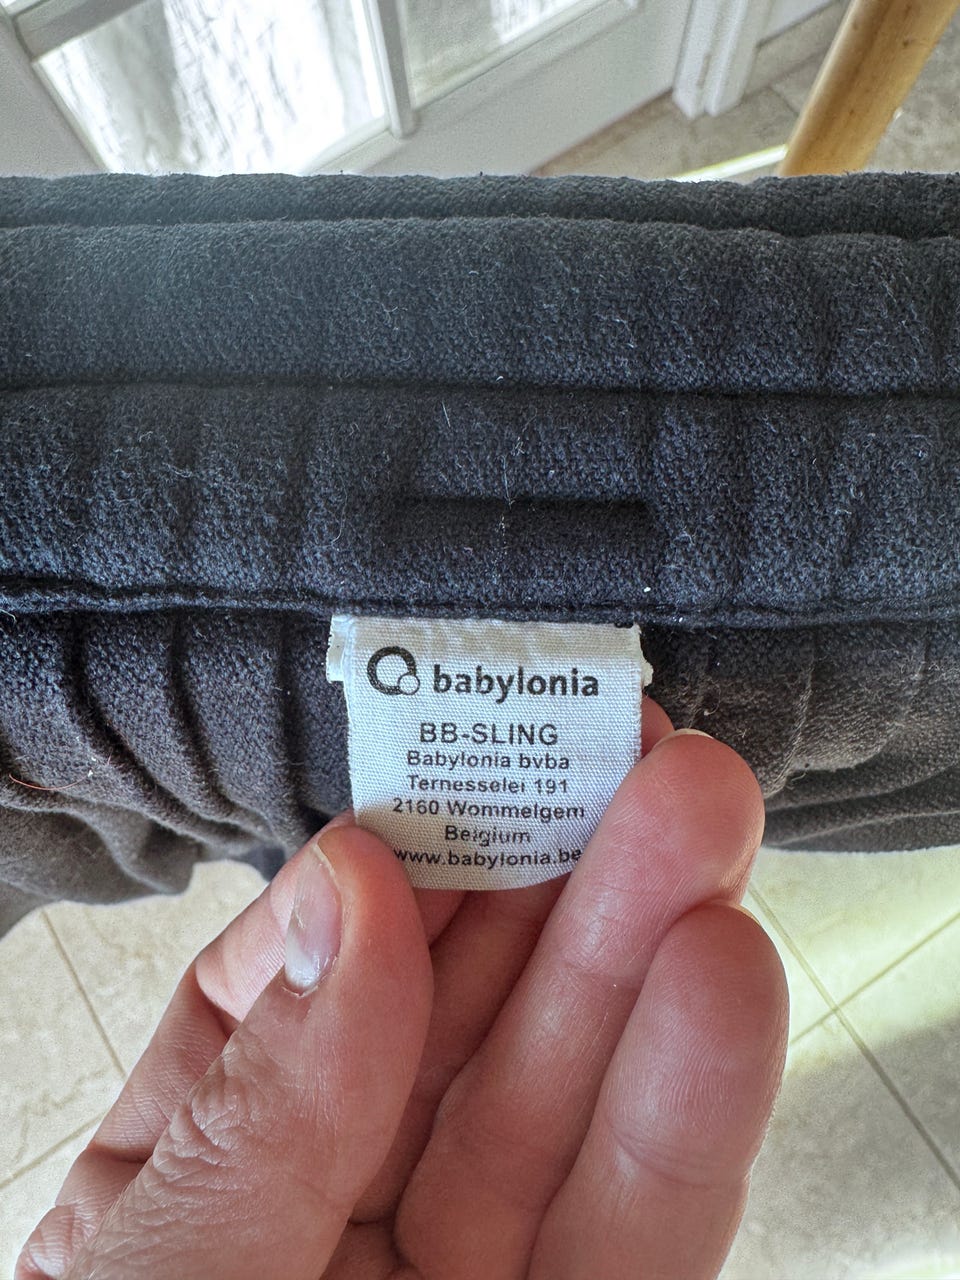 babylonia
BB-SLING
Babylonia bvba
Ternesselei 191
2160 Wommelgem
Belgium
www.babylonia.be